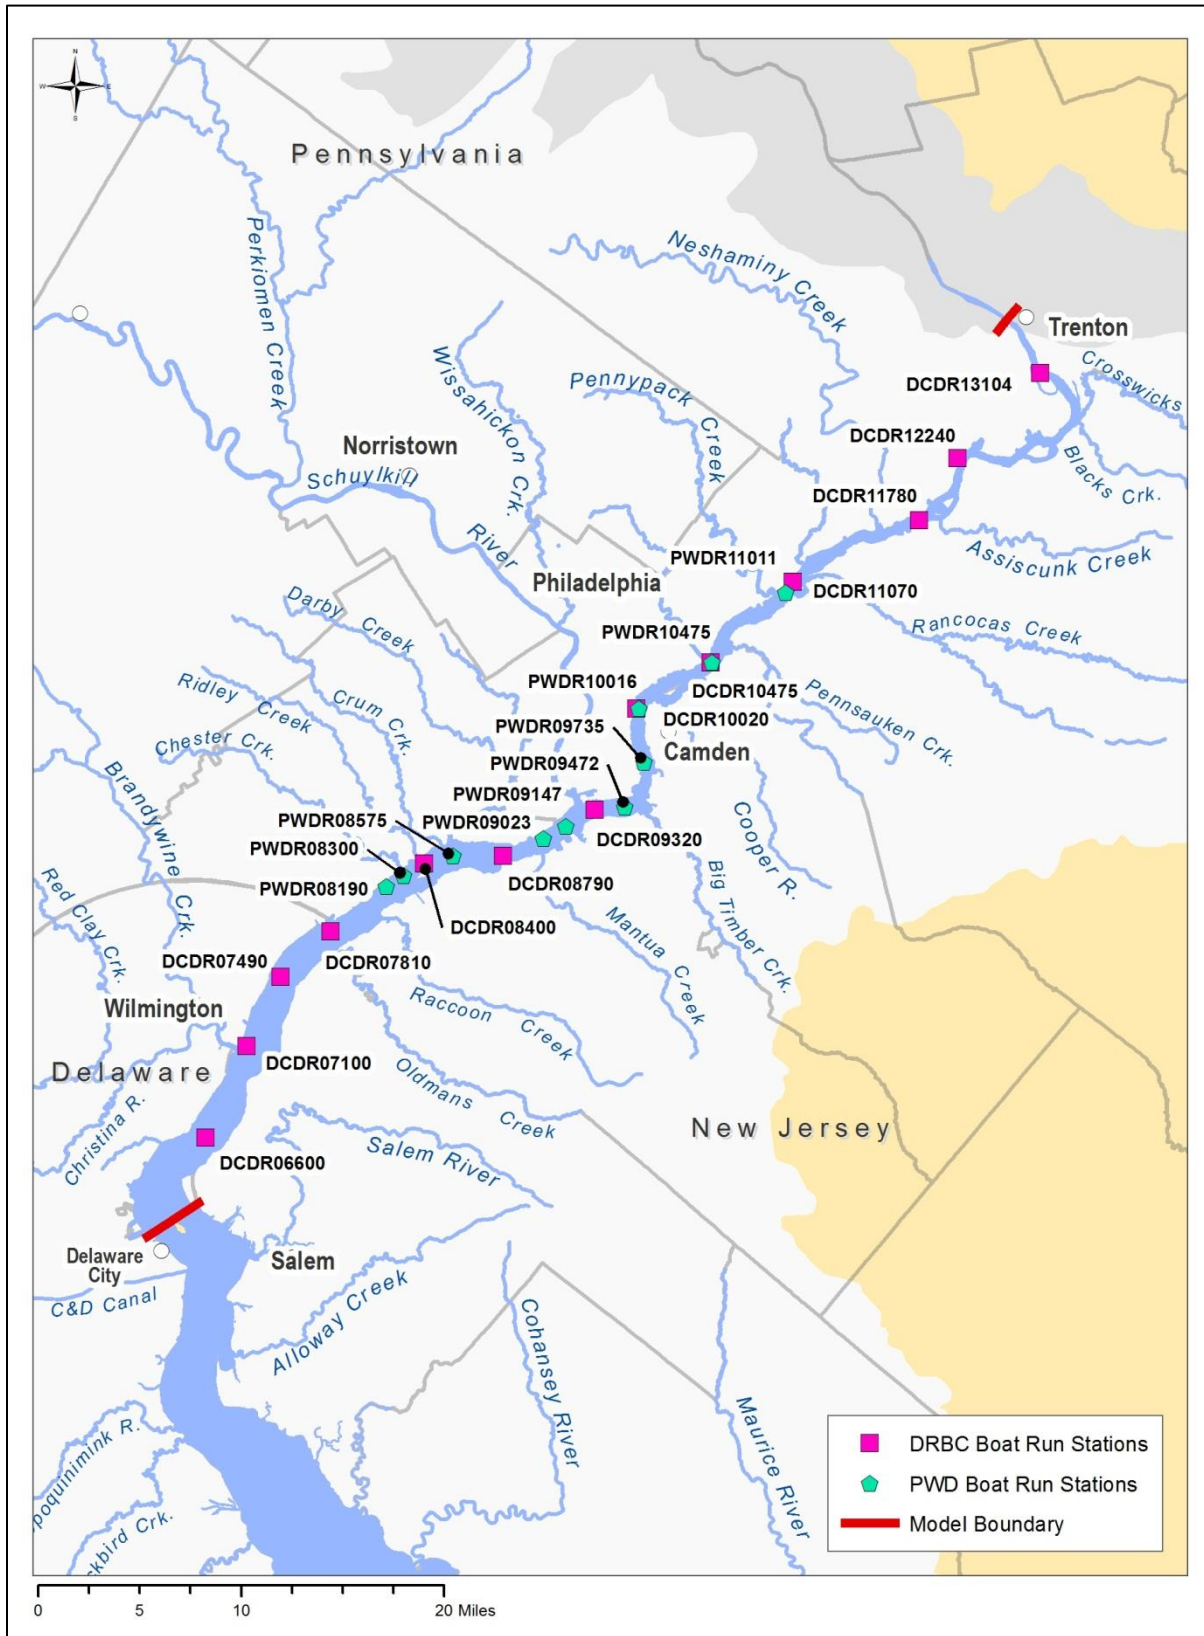 N
W
E
S
Pennsylvania
Perkiomen Creek
Neshaminy Creek
Trenton
Wissahickon Crk.
Pennypack Creek
Crosswicks
DCDR13104
DCDR12240
Norristown
Schuylkill
River
Blacks Crk.
DCDR11780
Assiscunk Creek
PWDR11011
Philadelphia
DCDR11070
Darby Creek
Rancocas Creek
PWDR10475
Ridley Creek
Crum Crk.
PWDR10016
DCDR10475
Pennsauken Crk.
DCDR10020
Chester Crk.
PWDR09735
Camden
PWDR09472
Brandywine Crk.
PWDR09147
PWDR08575
PWDR09023
DCDR09320
Cooper R.
PWDR08300
DCDR08790
Big Timber Crk.
Red Clay Crk.
PWDR08190
DCDR08400
Mantua Creek
DCDR07490
DCDR07810
Wilmington
Raccoon Creek
Delaware
DCDR07100
Oldmans Creek
New Jersey
Christina R.
Salem River
DCDR06600
Delaware
City
Salem
C&D Canal
Alloway Creek
Cohansey River
Maurice River
poquinimink R.
ckbird Crk.
DRBC Boat Run Stations
PWD Boat Run Stations
Model Boundary
0 5 10 20 Miles